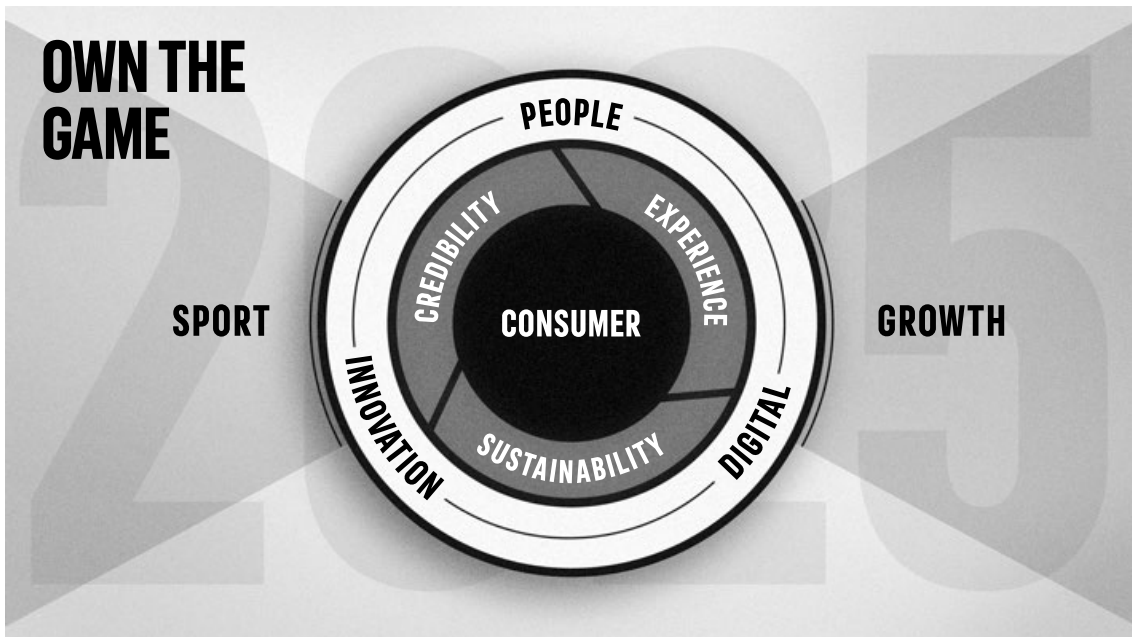 OWN THE
GAME
2025
PEOPLE
CREDIBILITY
EXPERIENCE
SPORT
CONSUMER
GROWTH
INNOVATION
DIGITAL
SUSTAINABILITY